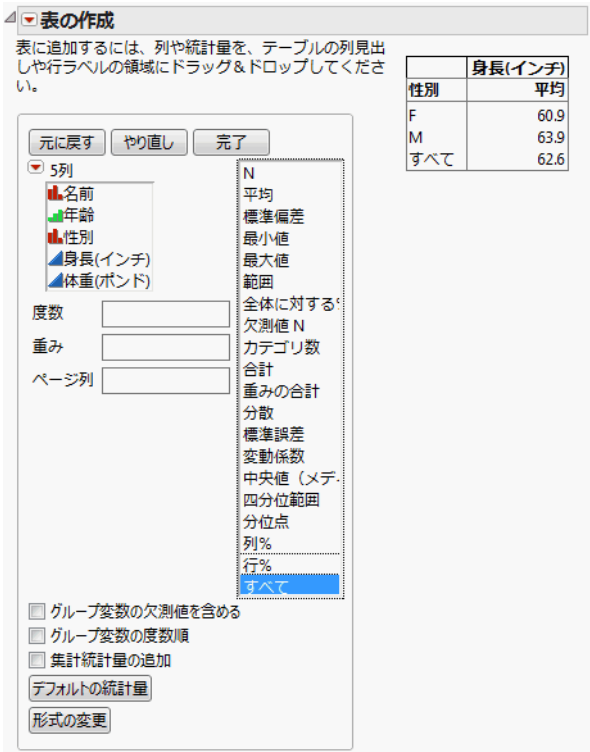 表の作成
表に追加するには、列や統計量を、テーブルの列見出
しや行ラベルの領域にドラッグ＆ドロップしてくださ
い。
元に戻す やり直し 完了
5列
名前
年齢
性別
身長(インチ)
体重(ポンド)
度数
重み
ページ列
N
平均
標準偏差
最小値
最大値
範囲
全体に対する
欠測値 N
カテゴリ数
合計
重みの合計
分散
標準誤差
変動係数
中央値（メデ
四分位範囲
分位点
列%
行%
すべて
グループ変数の欠測値を含める
グループ変数の度数順
集計統計量の追加
デフォルトの統計量
形式の変更
身長(インチ)
性別 平均
F 60.9
M 63.9
すべて 62.6